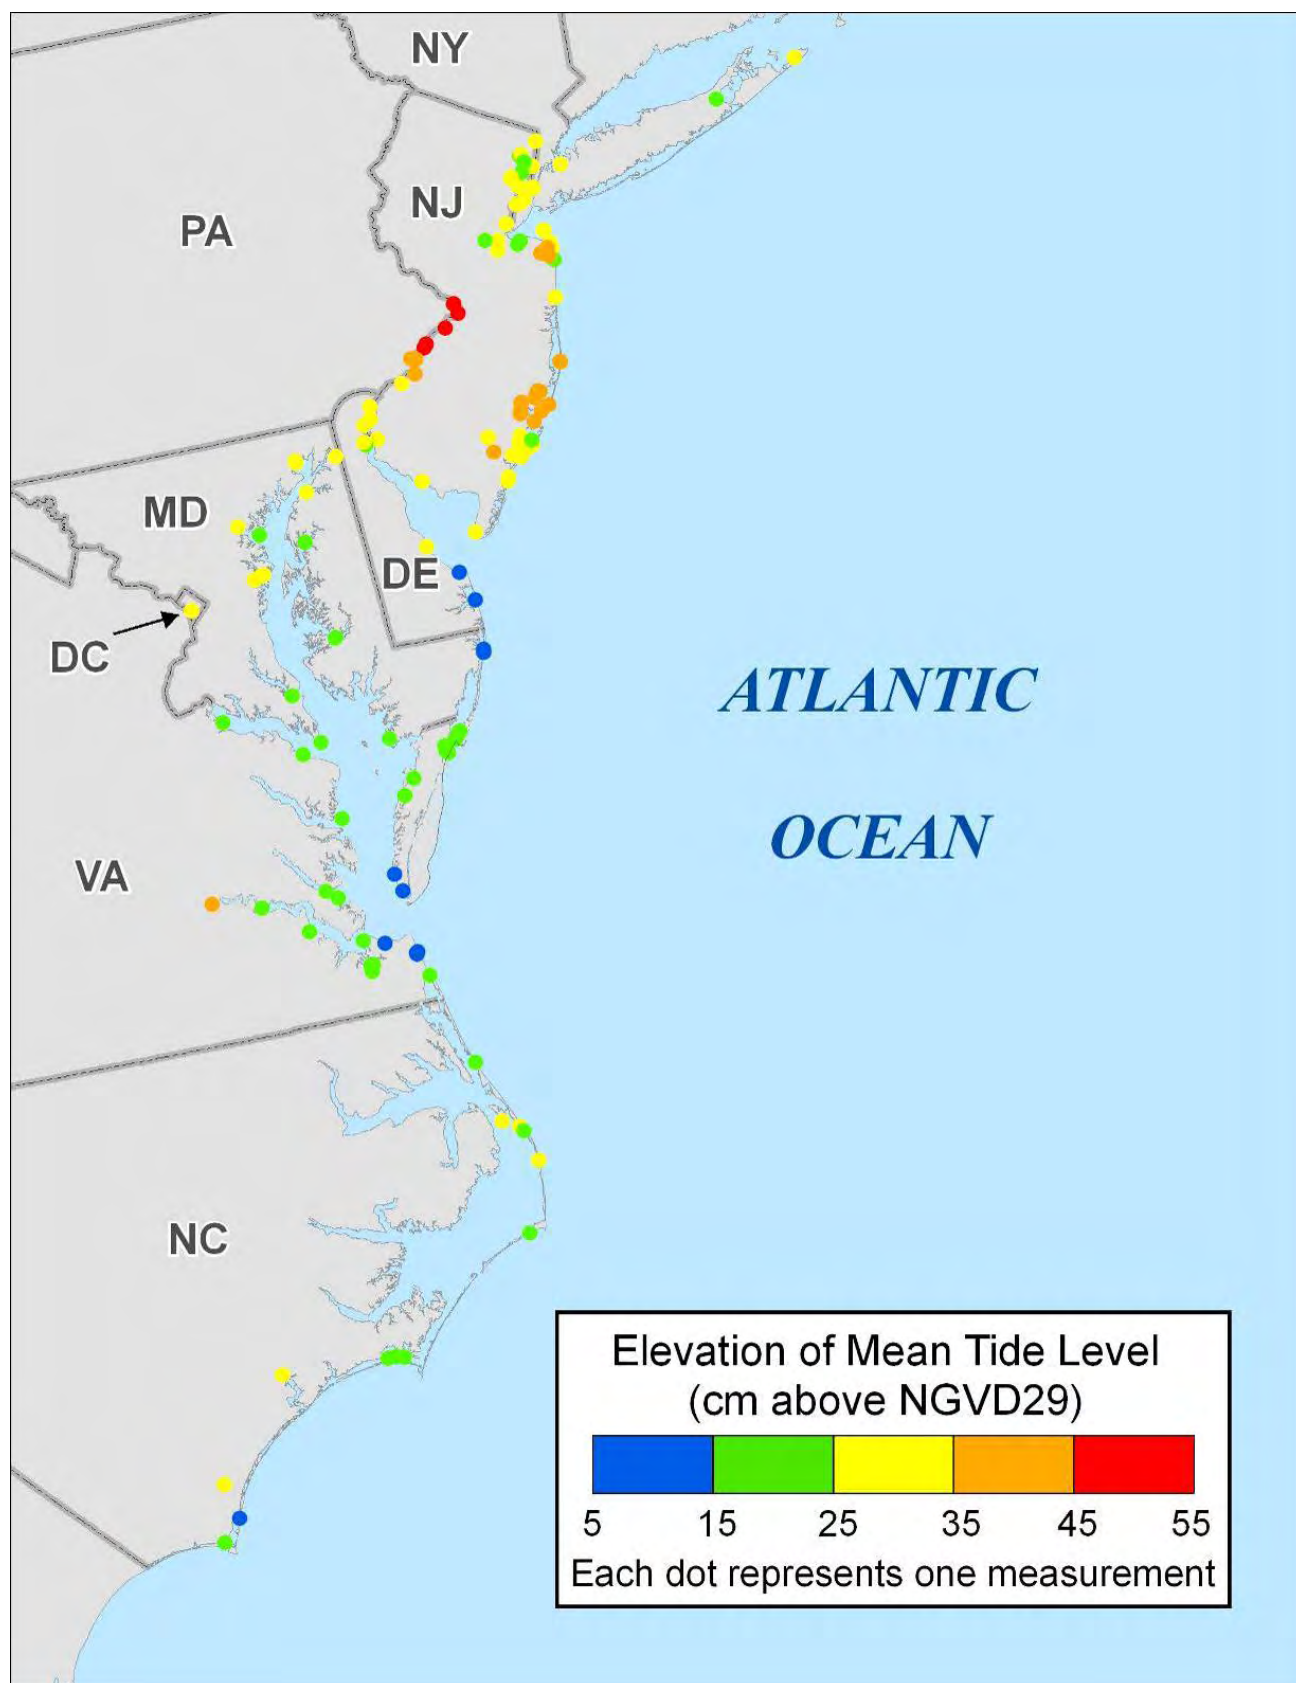 NY
NJ
PA
MD
DE
DC
ATLANTIC
OCEAN
VA
NC
Elevation of Mean Tide Level
(cm above NGVD29)
5 15 25 35 45 55
Each dot represents one measurement